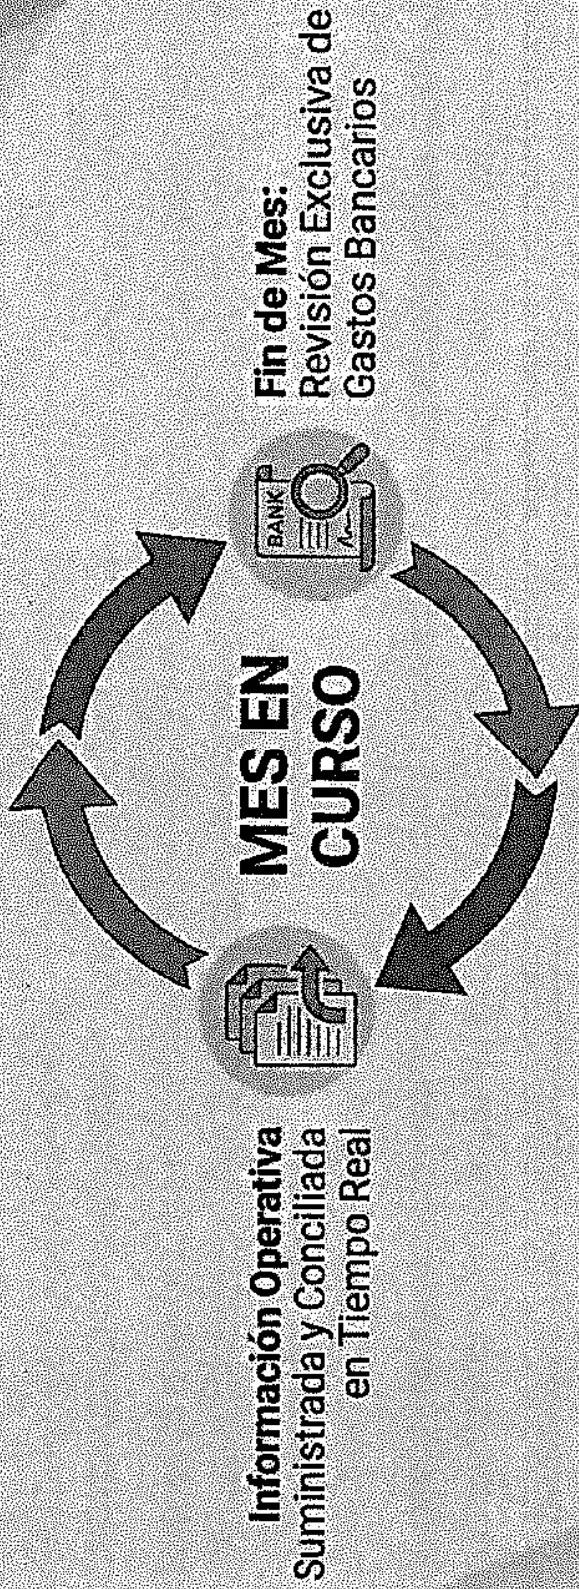 Información Operativa
Suministrada y Conciliada
en Tiempo Real
MES EN
CURSO
BANK
Fin de Mes:
Revisión Exclusiva de
Gastos Bancarios